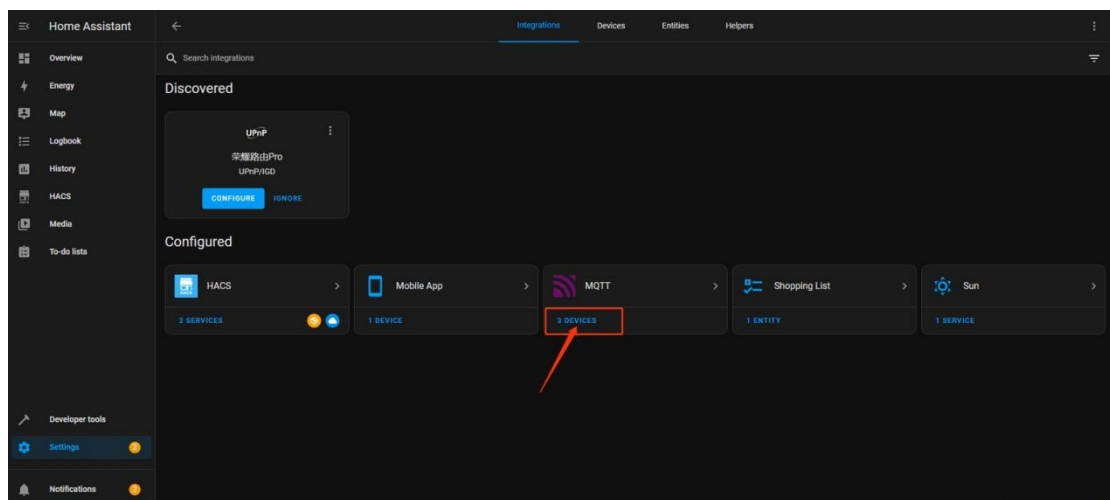 Home Assistant
Integrations
Devices
Entities
Helpers
Overview
Search integrations
Energy
Discovered
Map
UPnP
Logbook
荣耀路由Pro
History
UPnP/IGD
HACS
CONFIGURE
IGNORE
Media
To-do lists
Configured
HACS
Mobile App
MQTT
Shopping List
Sun
2 SERVICES
1 DEVICE
3 DEVICES
1 ENTITY
1 SERVICE
Developer tools
Settings
2
Notifications
2